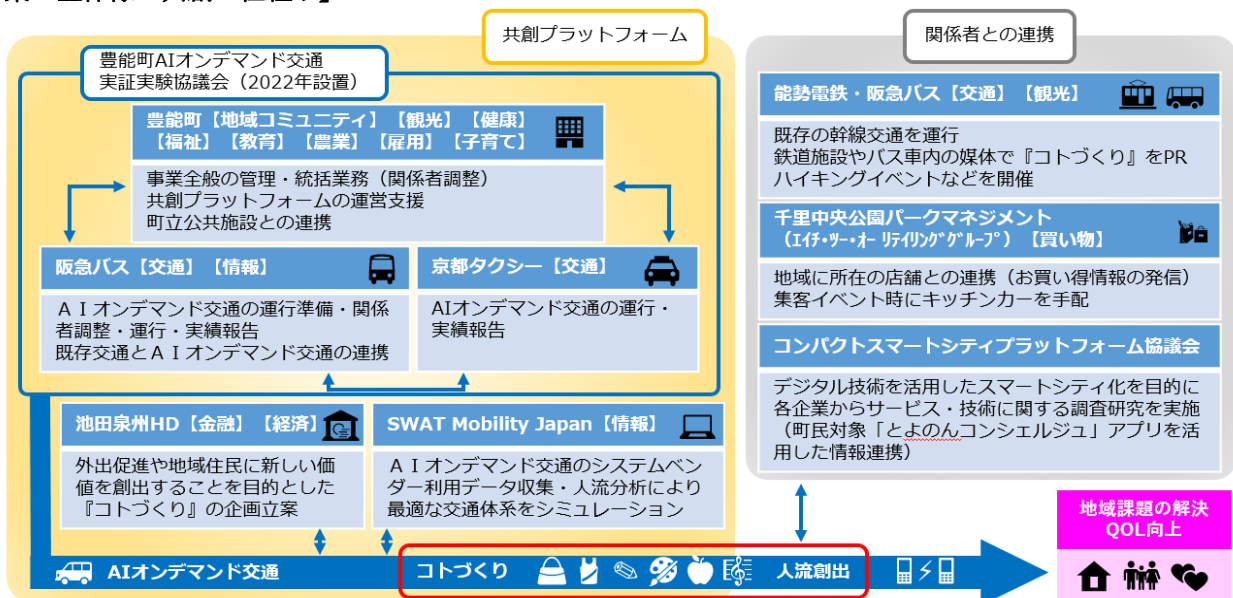 共創プラットフォーム
豊能町AIオンデマンド交通
実証実験協議会（2022年設置）
豊能町【地域コミュニティ】【観光】【健康】
【福祉】【教育】【農業】【雇用】【子育て】
事業全般の管理・統括業務（関係者調整）
共創プラットフォームの運営支援
町立公共施設との連携
阪急バス【交通】【情報】
ＡＩオンデマンド交通の運行準備・関係
者調整・運行・実績報告
既存交通とＡＩオンデマンド交通の連携
京都タクシー【交通】
AIオンデマンド交通の運行・
実績報告
池田泉州HD【金融】【経済】
外出促進や地域住民に新しい価
値を創出することを目的とした
『コトづくり』の企画立案
SWAT Mobility Japan【情報】
ＡＩオンデマンド交通のシステムベン
ダー利用データ収集・人流分析により
最適な交通体系をシミュレーション
関係者との連携
能勢電鉄・阪急バス【交通】【観光】
既存の幹線交通を運行
鉄道施設やバス車内の媒体で『コトづくり』をPR
ハイキングイベントなどを開催
千里中央公園パークマネジメント
（ｴｲﾁ・ﾂｰ・ｵｰ ﾘﾃｲﾘﾝｸﾞｸﾞﾙｰﾌﾟ）【買い物】
地域に所在の店舗との連携（お買い得情報の発信）
集客イベント時にキッチンカーを手配
コンパクトスマートシティプラットフォーム協議会
デジタル技術を活用したスマートシティ化を目的に
各企業からサービス・技術に関する調査研究を実施
（町民対象「とよのんコンシェルジュ」アプリを活
用した情報連携）
AIオンデマンド交通
コトづくり
人流創出
地域課題の解決
QOL向上